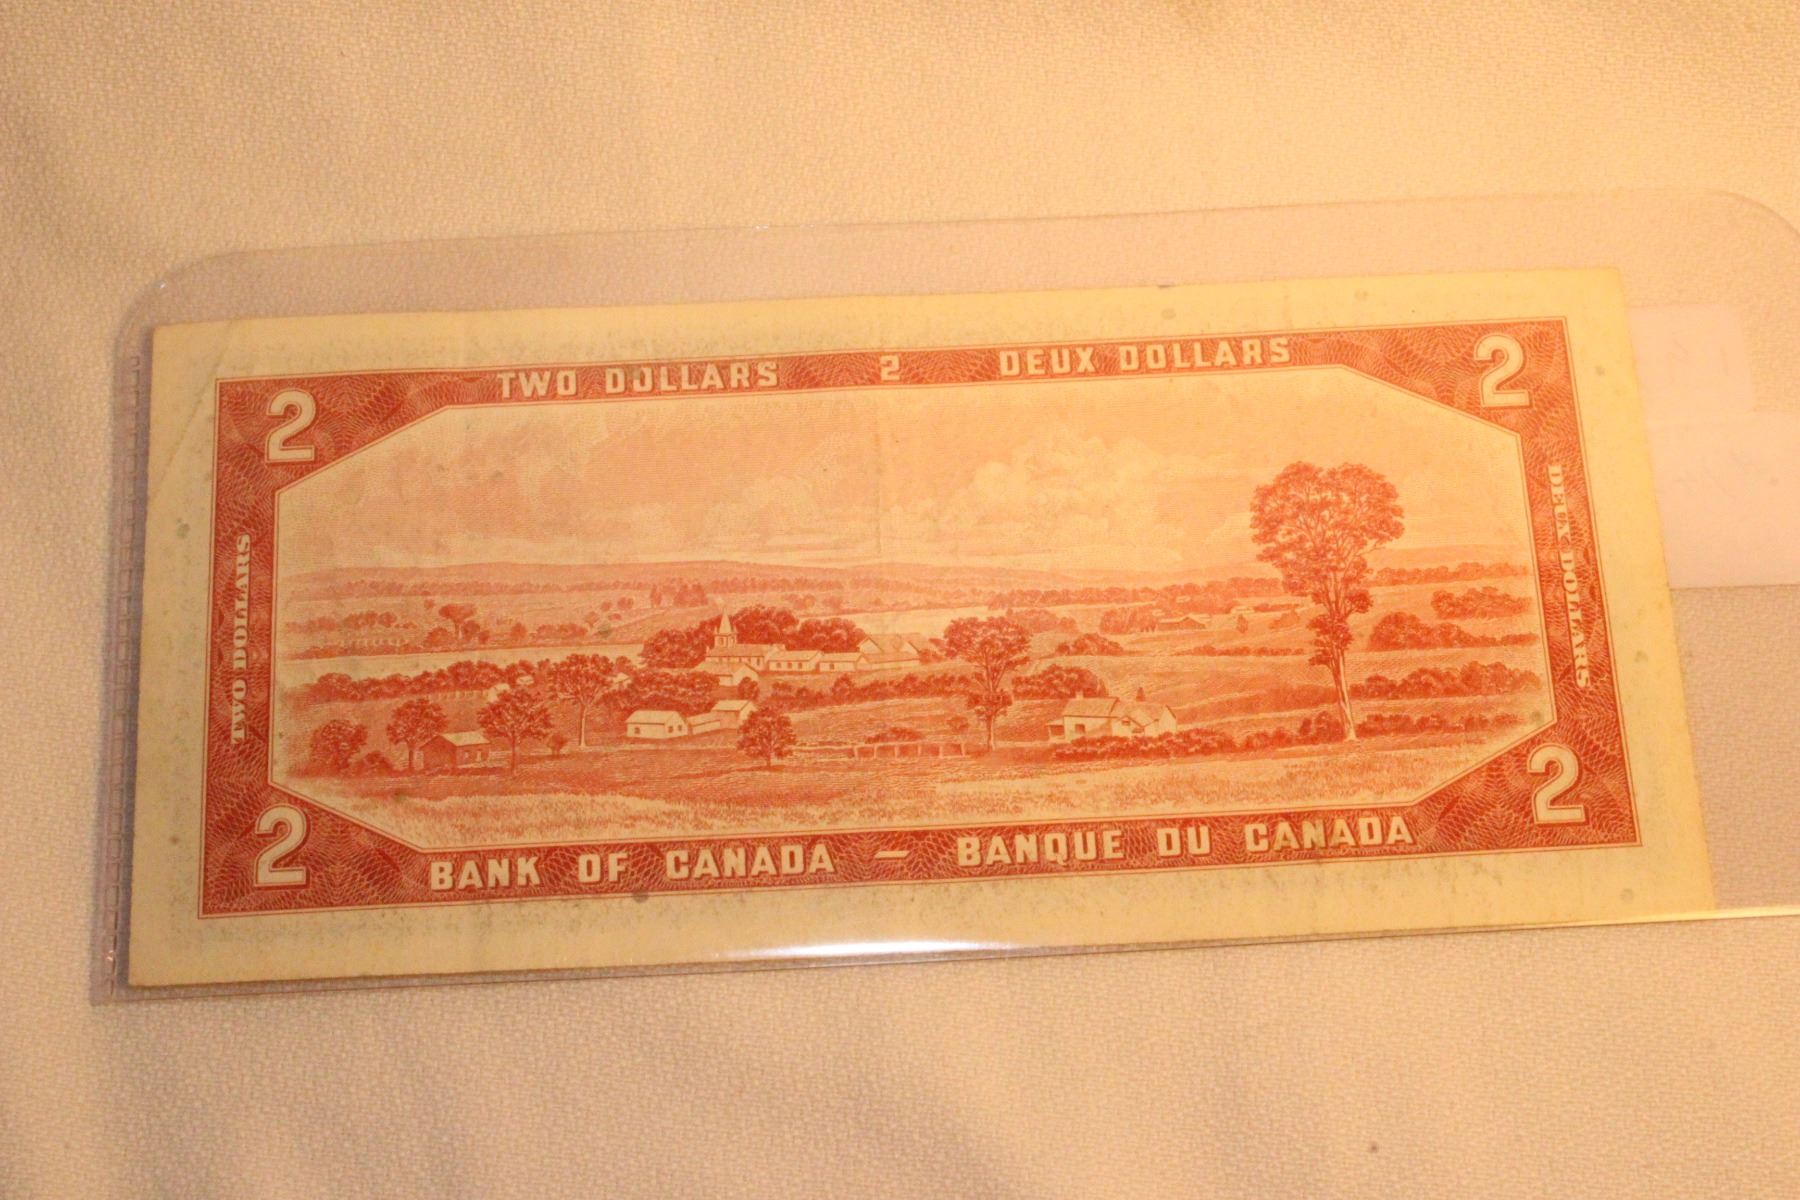 TWO DOLLARS 2 DEUX DOLLARS
2 2
TWO DOLLARS
DEUX DOLLARS
2 2
BANK OF CANADA — BANQUE DU CANADA